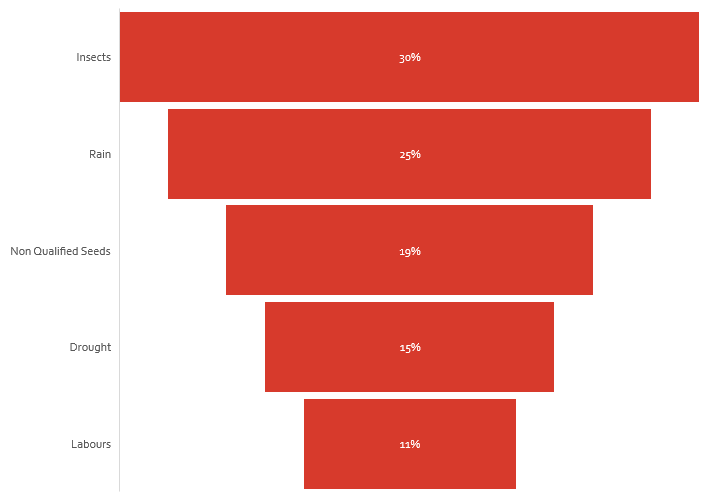 Insects 30%
Rain 25%
Non Qualified Seeds 19%
Drought 15%
Labours 11%